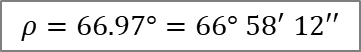 ρ = 66.97° = 66° 58′ 12′′